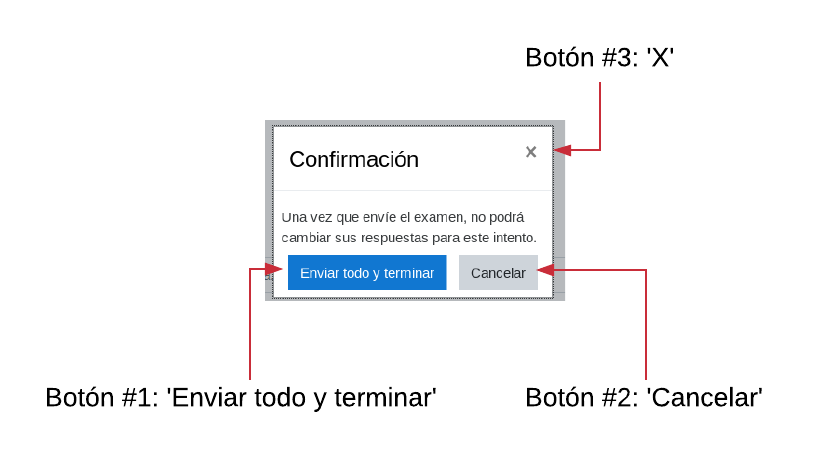 Botón #3: 'X'
Confirmación
×
Una vez que envíe el examen, no podrá
cambiar sus respuestas para este intento.
Enviar todo y terminar
Cancelar
Botón #1: 'Enviar todo y terminar'
Botón #2: 'Cancelar'